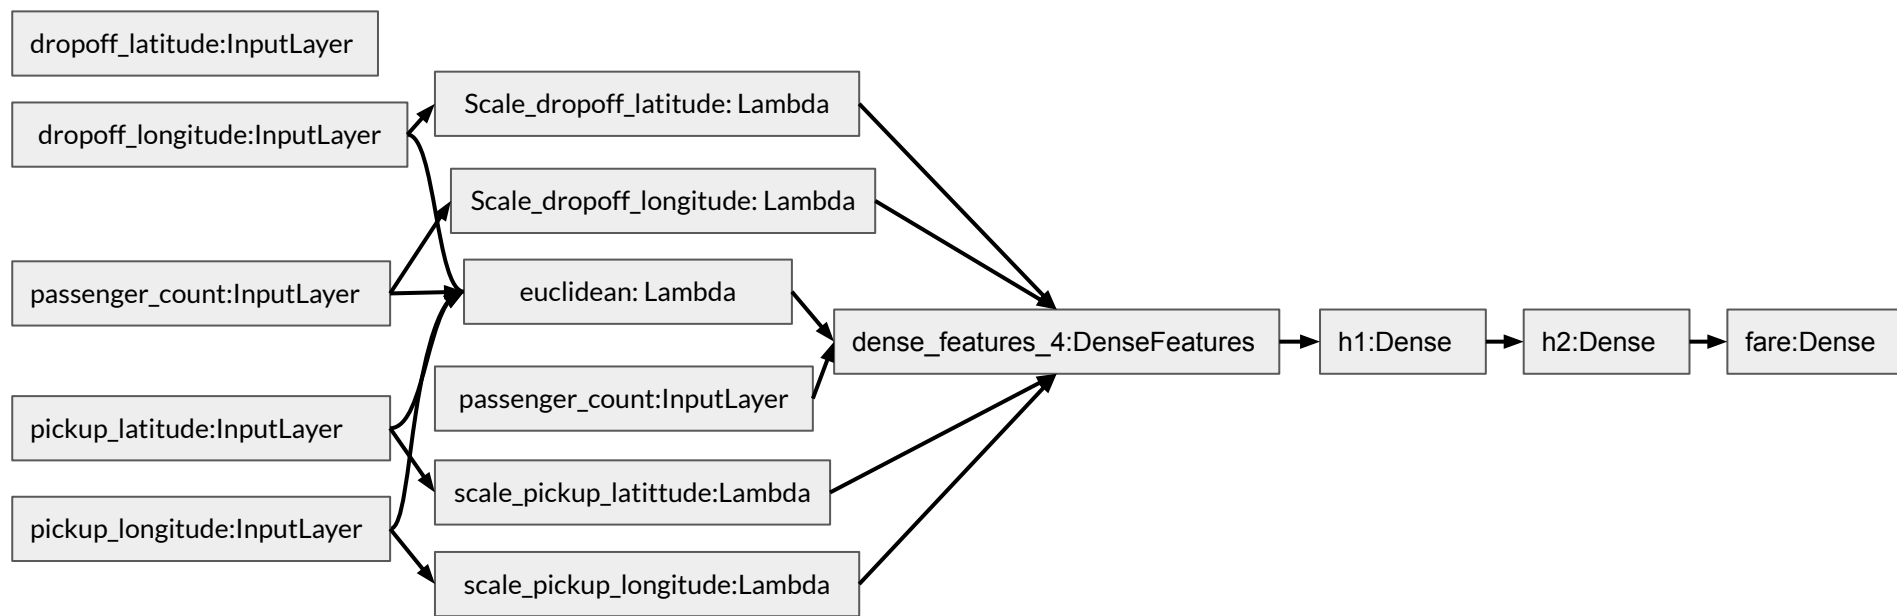 dropoff_latitude:InputLayer
dropoff_longitude:InputLayer
passenger_count:InputLayer
pickup_latitude:InputLayer
pickup_longitude:InputLayer
Scale_dropoff_latitude: Lambda
Scale_dropoff_longitude: Lambda
euclidean: Lambda
passenger_count:InputLayer
scale_pickup_latittude:Lambda
scale_pickup_longitude:Lambda
dense_features_4:DenseFeatures
h1:Dense
h2:Dense
fare:Dense